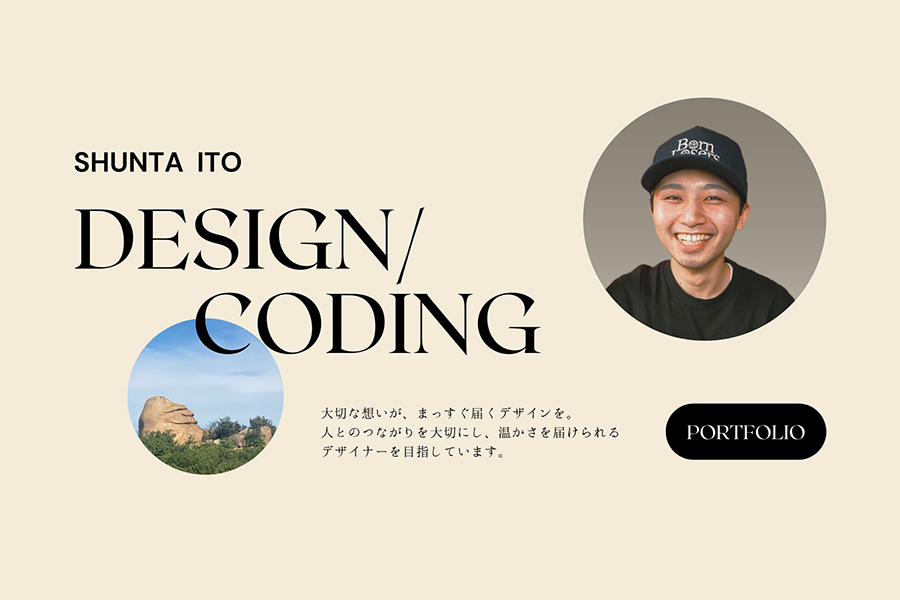 SHUNTA ITO
DESIGN/
CODING
Born
Losers
大切な想いが、まっすぐ届くデザインを。
人とのつながりを大切にし、温かさを届けられる
デザイナーを目指しています。
PORTFOLIO